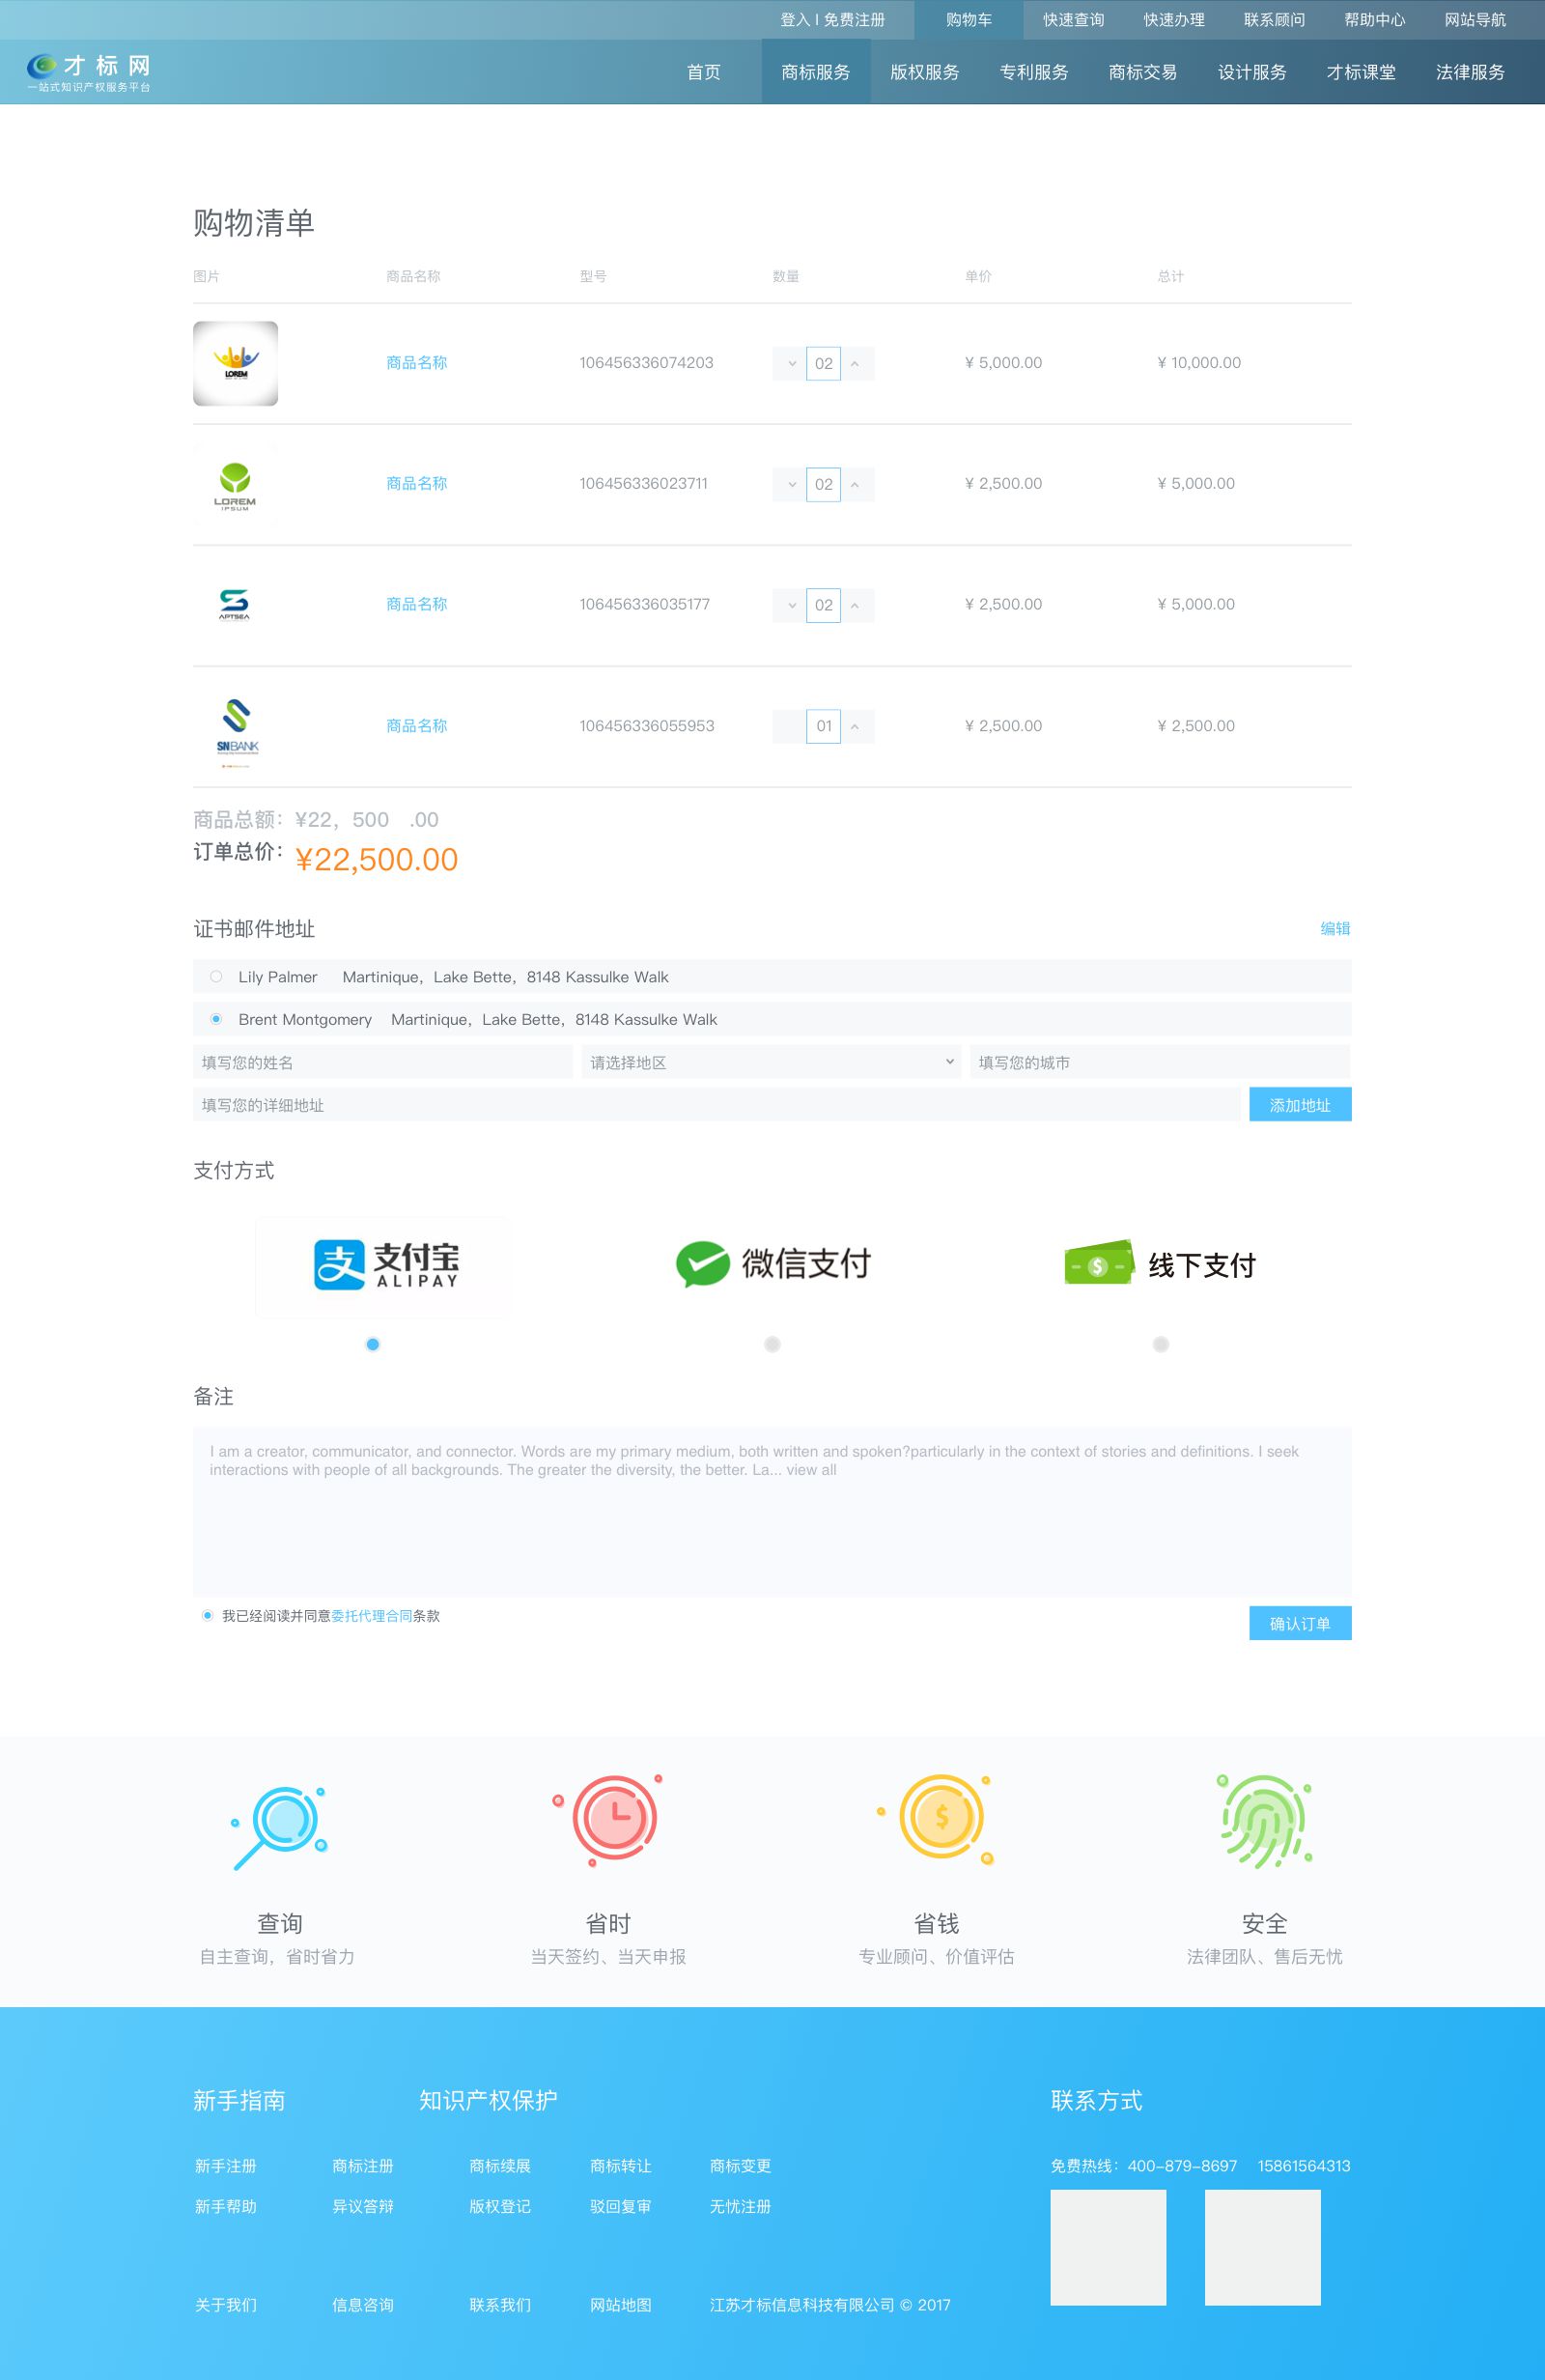 登入 | 免费注册 购物车 快速查询 快速办理 联系顾问 帮助中心 网站导航
才标网
一站式知识产权服务平台
首页 商标服务 版权服务 专利服务 商标交易 设计服务 才标课堂 法律服务
购物清单
图片 商品名称 型号 数量 单价 总计
LOREM
商品名称 106456336074203 02 ¥ 5,000.00 ¥ 10,000.00
LOREM
IPSUM
商品名称 106456336023711 02 ¥ 2,500.00 ¥ 5,000.00
APTSEA
商品名称 106456336035177 02 ¥ 2,500.00 ¥ 5,000.00
SNBANK
商品名称 106456336055953 01 ¥ 2,500.00 ¥ 2,500.00
商品总额：¥22，500 .00
订单总价：¥22,500.00
证书邮件地址 编辑
Lily Palmer Martinique，Lake Bette，8148 Kassulke Walk
Brent Montgomery Martinique，Lake Bette，8148 Kassulke Walk
填写您的姓名 请选择地区 填写您的城市
填写您的详细地址 添加地址
支付方式
支 支付宝
ALIPAY
微信支付
$ 线下支付
备注
I am a creator, communicator, and connector. Words are my primary medium, both written and spoken?particularly in the context of stories and definitions. I seek
interactions with people of all backgrounds. The greater the diversity, the better. La... view all
我已经阅读并同意委托代理合同条款 确认订单
$
查询 省时 省钱 安全
自主查询，省时省力 当天签约、当天申报 专业顾问、价值评估 法律团队、售后无忧
新手指南 知识产权保护 联系方式
新手注册 商标注册 商标续展 商标转让 商标变更 免费热线：400-879-8697 15861564313
新手帮助 异议答辩 版权登记 驳回复审 无忧注册
关于我们 信息咨询 联系我们 网站地图 江苏才标信息科技有限公司 © 2017